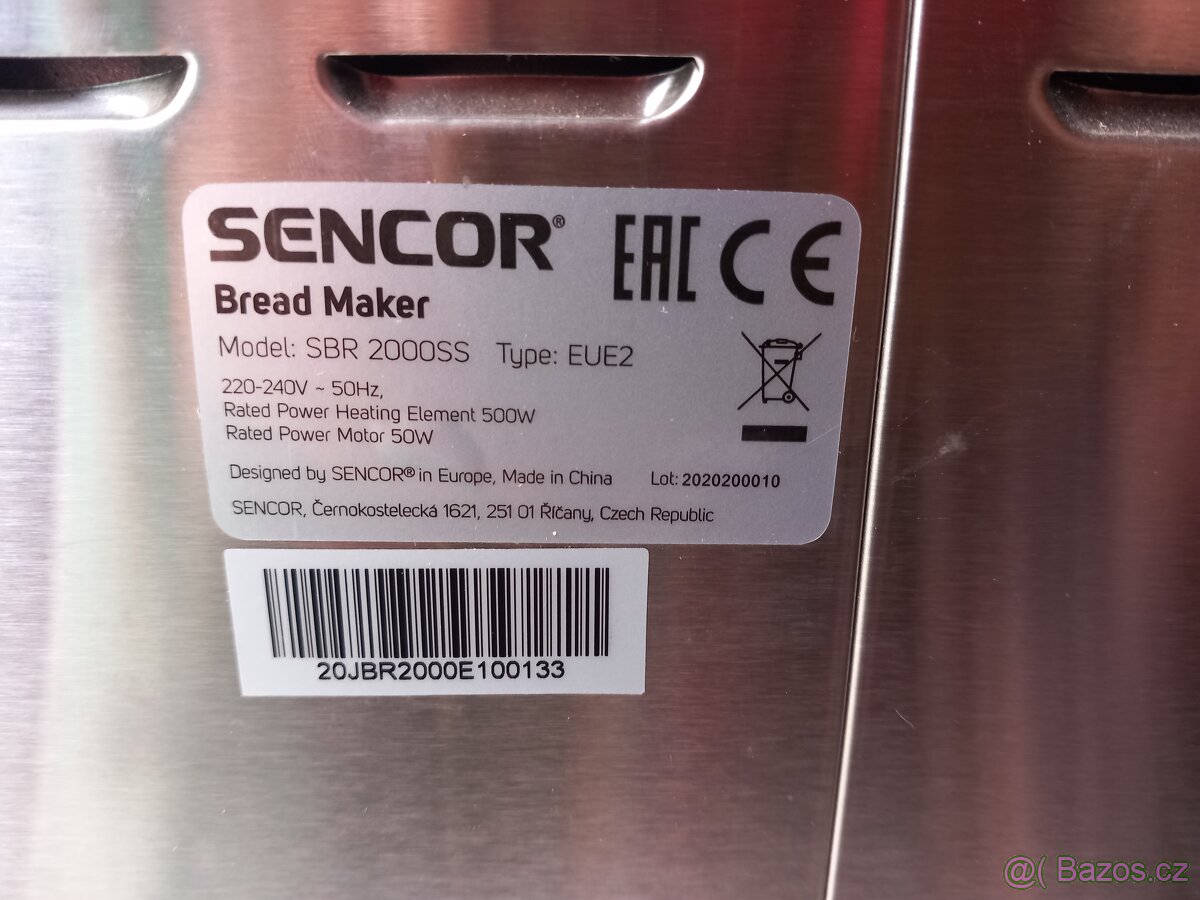 SENCOR®
EAC CE
Bread Maker
Model: SBR 2000SS Type: EUE2
220-240V ~ 50Hz,
Rated Power Heating Element 500W
Rated Power Motor 50W
Designed by SENCOR® in Europe, Made in China Lot: 2020200010
SENCOR, Černokostelecká 1621, 251 01 Říčany, Czech Republic
20JBR2000E100133
@( Bazos.cz